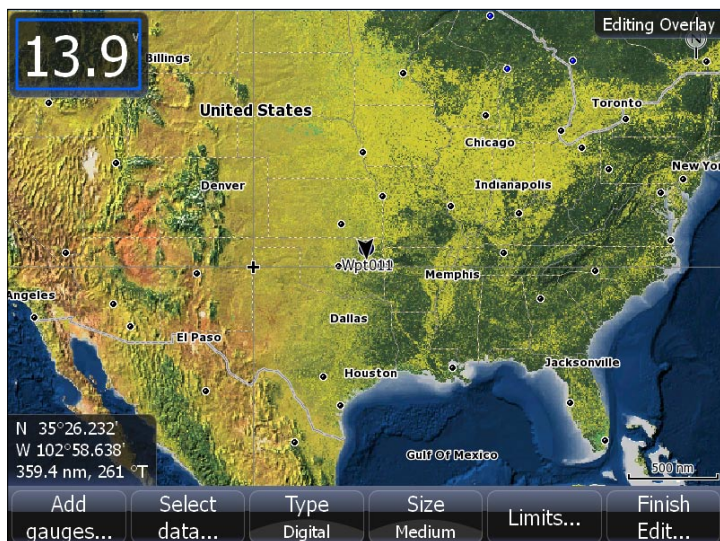 13.9
V
Editing Overlay
N
Billings
United States
Toronto
Chicago
New Yor
Denver
Indianapolis
Wpt011
Memphis
Angeles
Dallas
El Paso
Houston
Jacksonville
Gulf Of Mexico
N 35°26.232'
W 102°58.638'
359.4 nm, 261 °T
500 nm
Add gauges...
Select data...
Type
Digital
Size
Medium
Limits...
Finish Edit...